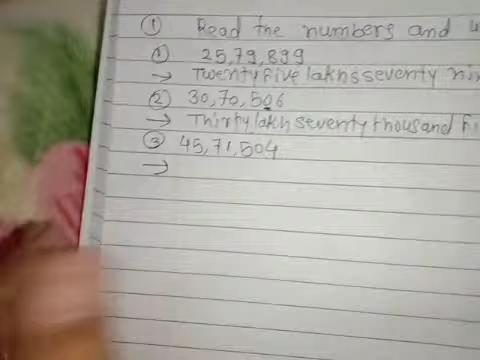 ① Read the numbers and
① 25,79,899
→ Twenty five lakhs seventy
② 30,70,506
→ Thirty lakh seventy thousand
③ 45,71,504
→